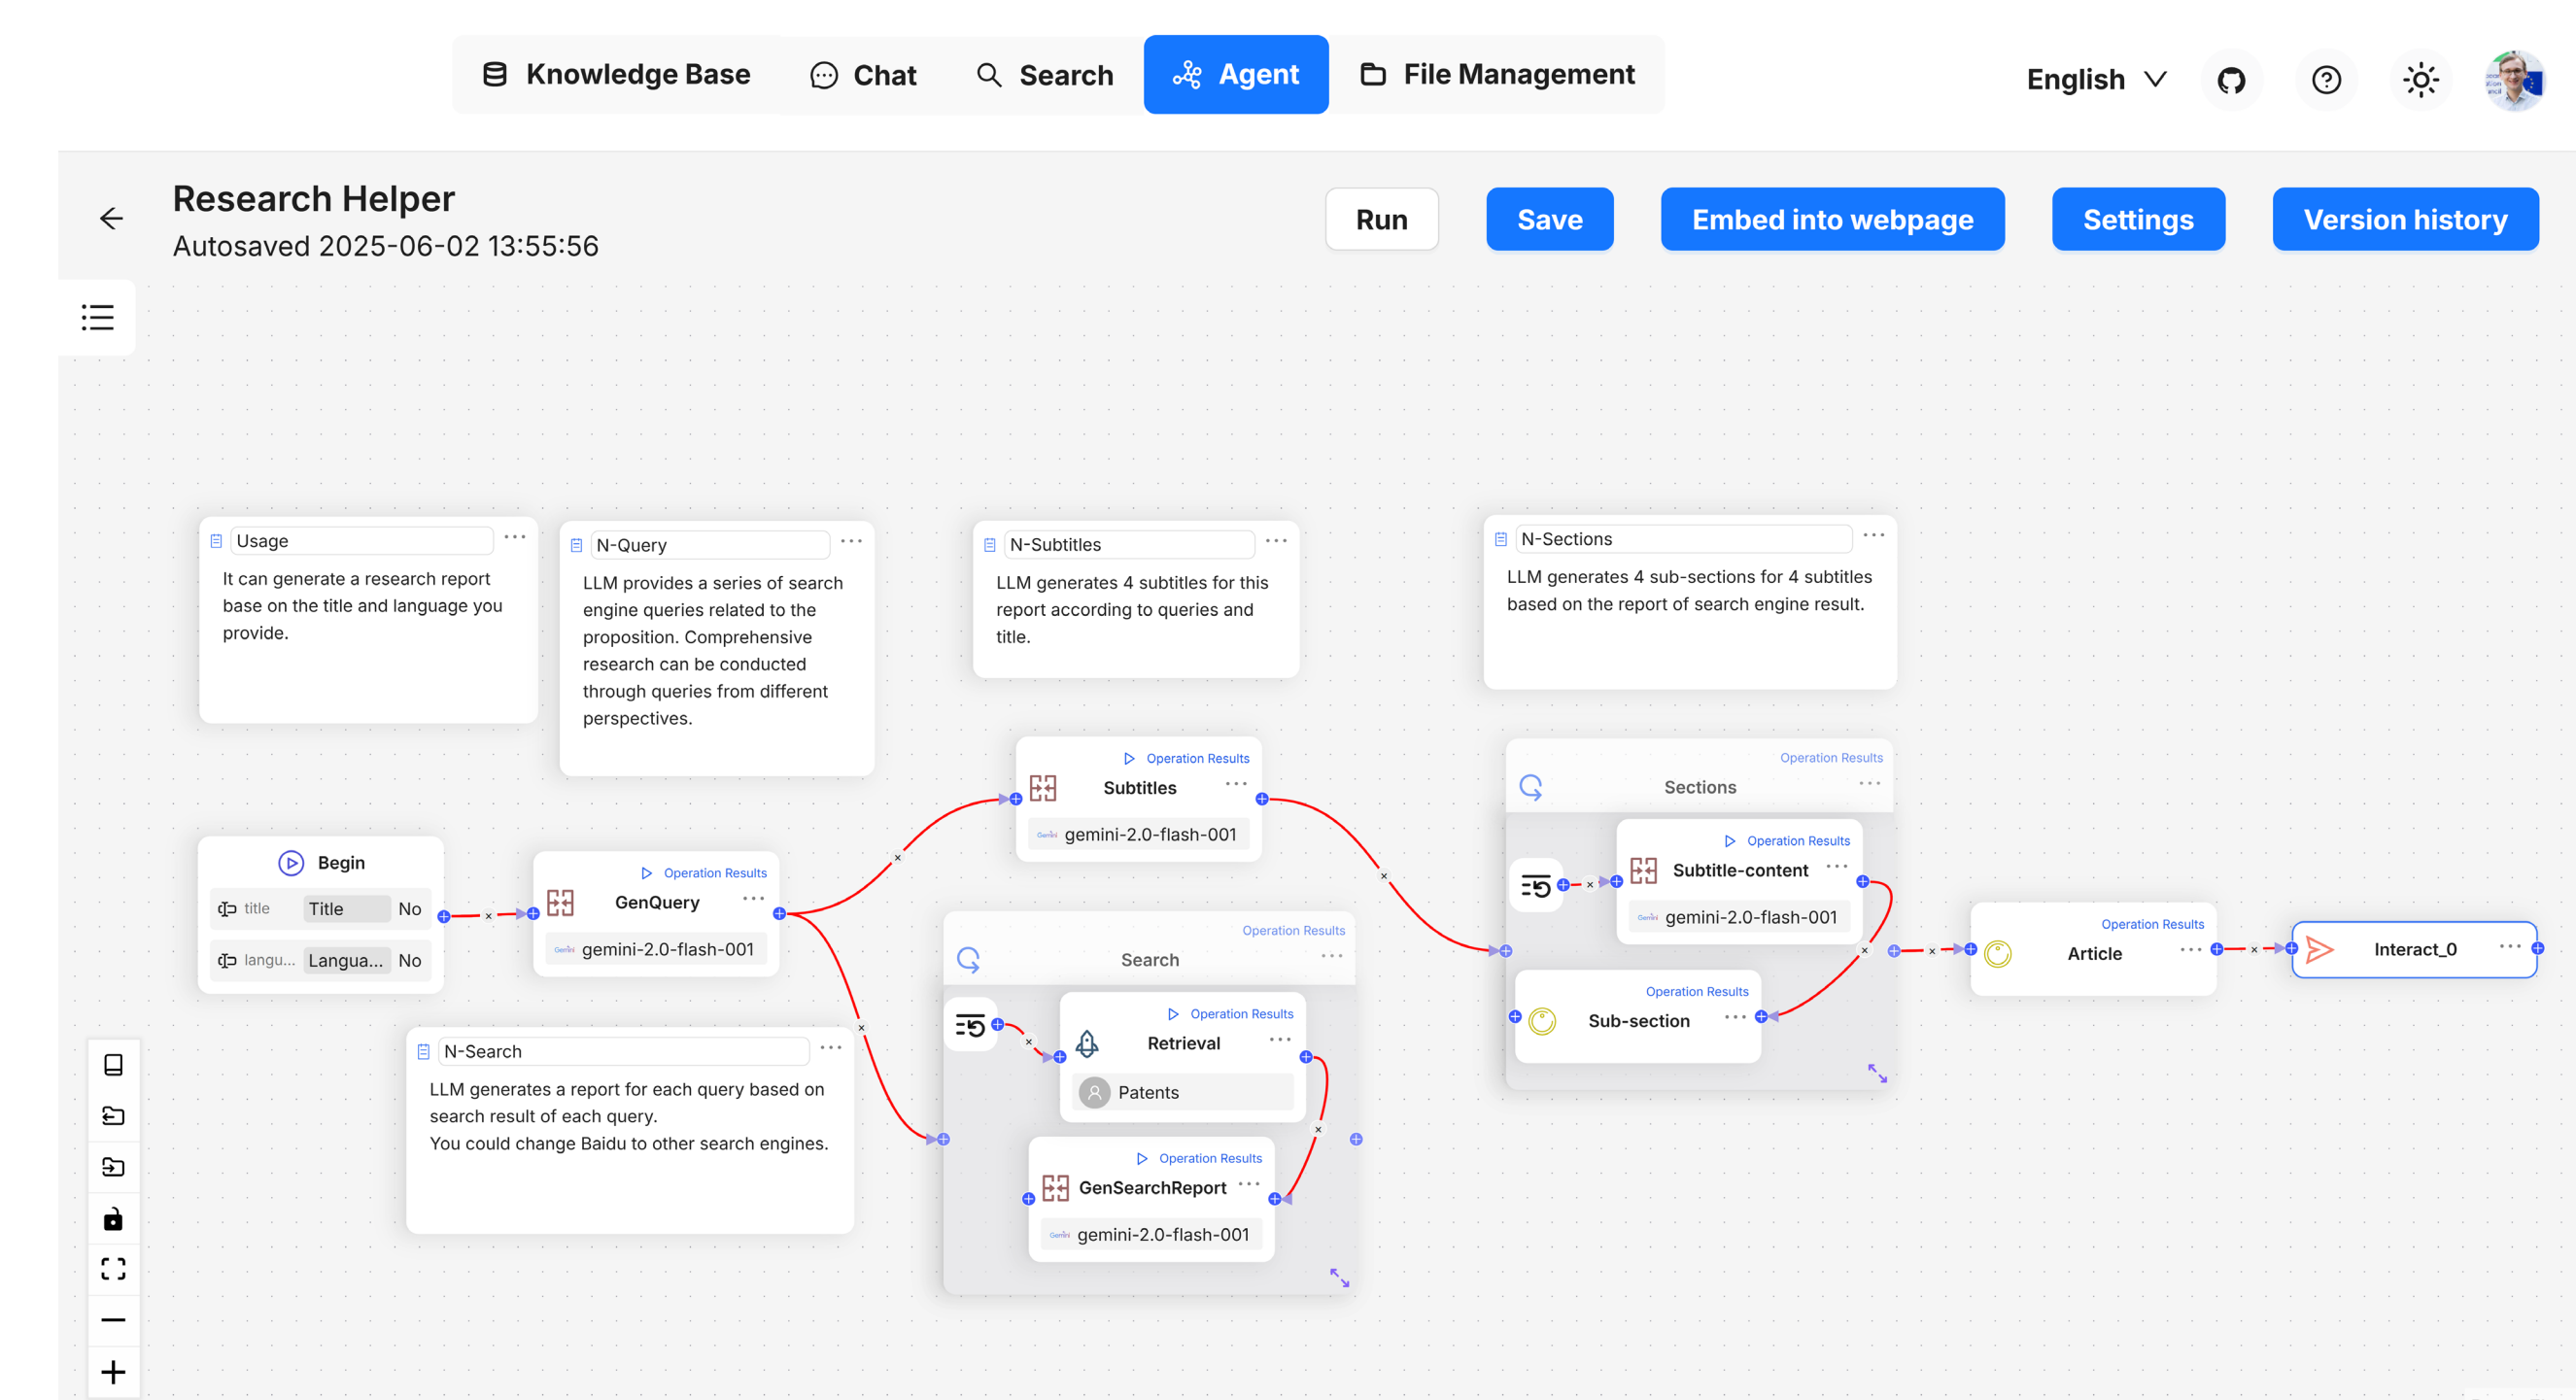 Knowledge Base
Chat
Search
Agent
File Management
English
Research Helper
Autosaved 2025-06-02 13:55:56
Run
Save
Embed into webpage
Settings
Version history
Usage
It can generate a research report
base on the title and language you
provide.
N-Query
LLM provides a series of search
engine queries related to the
proposition. Comprehensive
research can be conducted
through queries from different
perspectives.
N-Subtitles
LLM generates 4 subtitles for this
report according to queries and
title.
N-Sections
LLM generates 4 sub-sections for 4 subtitles
based on the report of search engine result.
Begin
title Title No
langu... Langua... No
Operation Results
GenQuery
Gemini gemini-2.0-flash-001
Operation Results
Subtitles
Gemini gemini-2.0-flash-001
N-Search
LLM generates a report for each query based on
search result of each query.
You could change Baidu to other search engines.
Operation Results
Search
Operation Results
Retrieval
Patents
Operation Results
GenSearchReport
Gemini gemini-2.0-flash-001
Operation Results
Sections
Operation Results
Subtitle-content
Gemini gemini-2.0-flash-001
Operation Results
Sub-section
Operation Results
Article
Interact_0